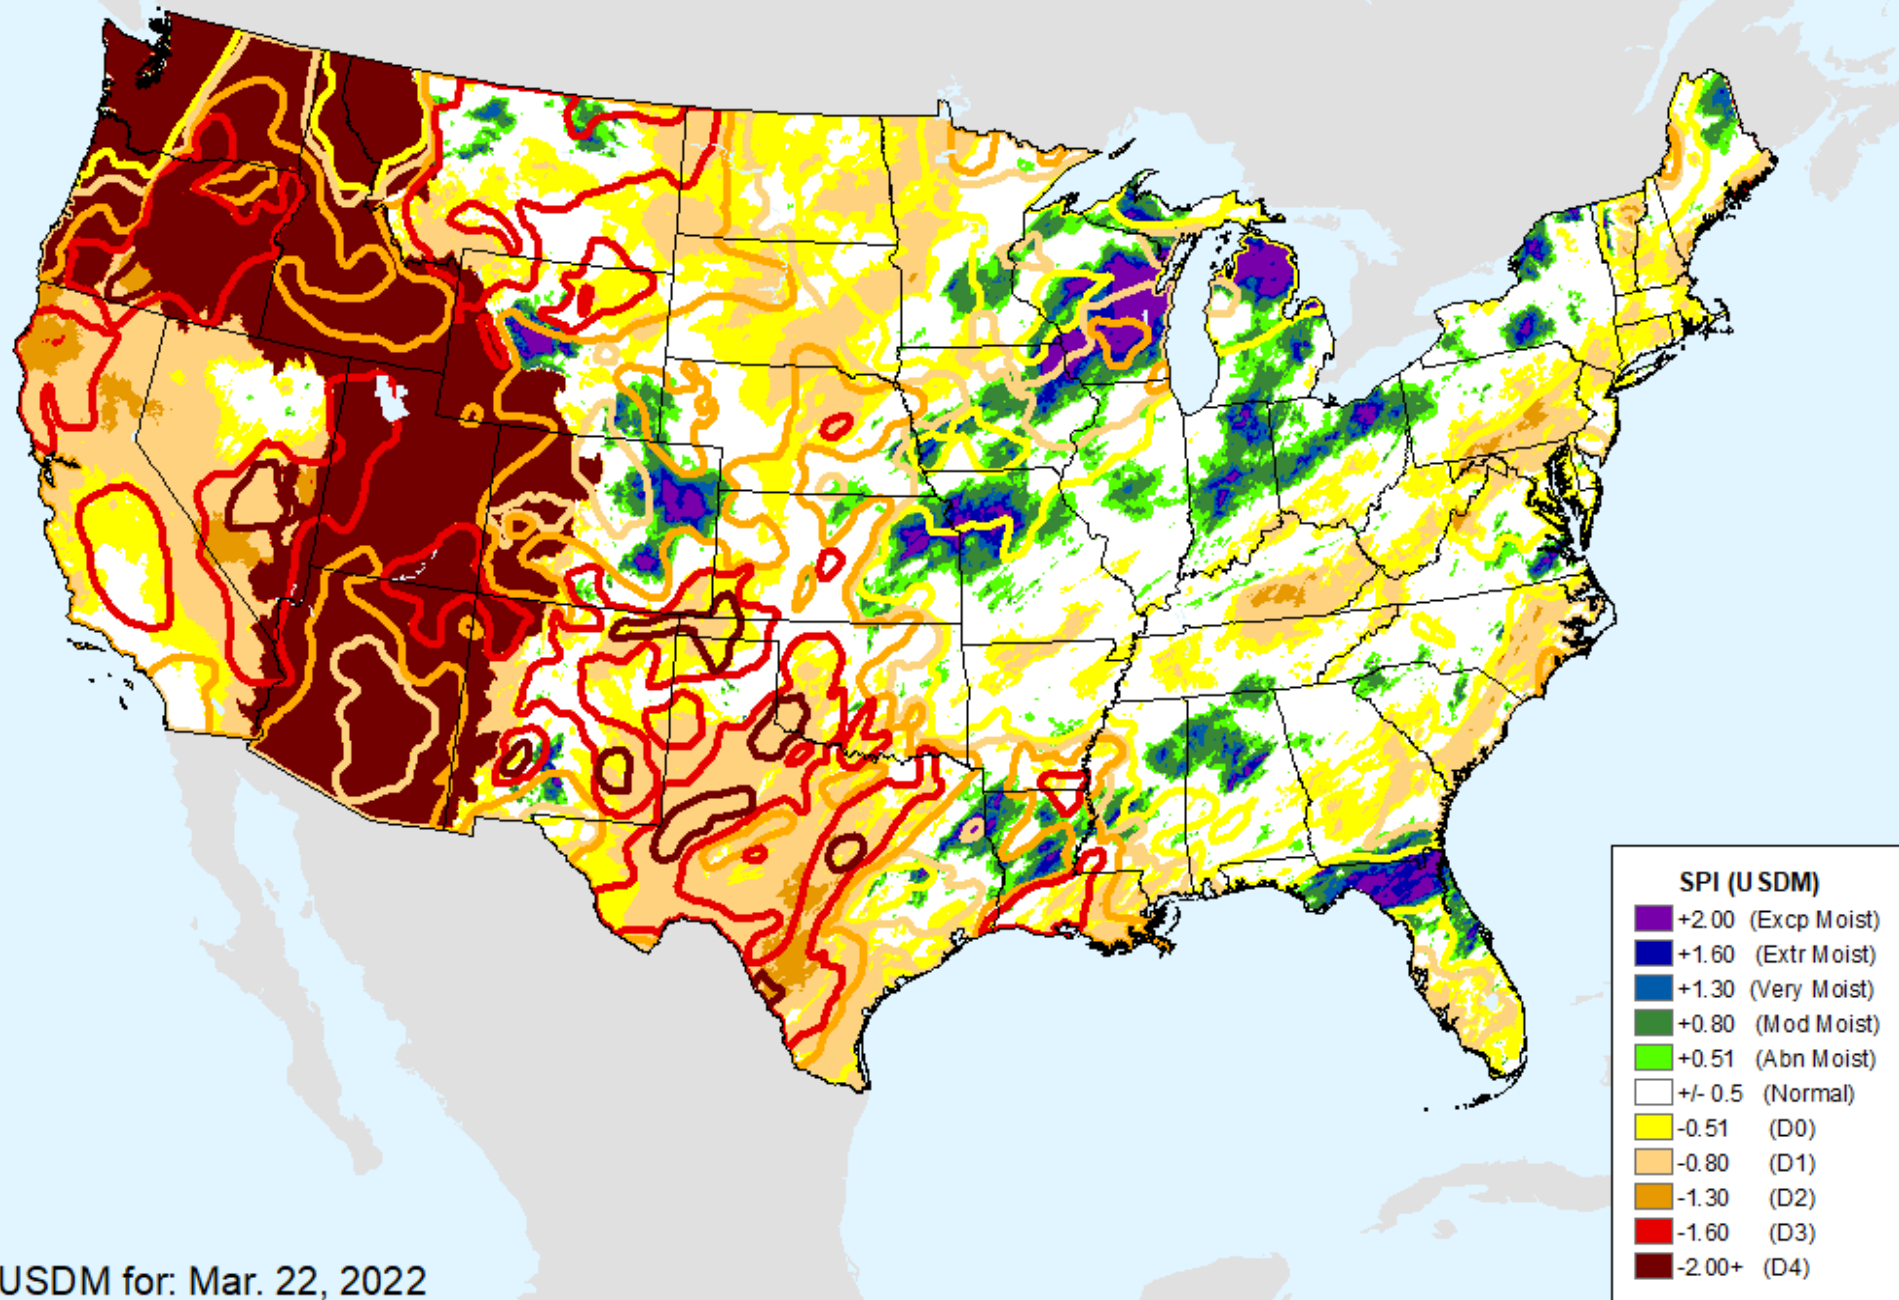 SPI (USDM)
+2.00 (Excp Moist)
+1.60 (Extr Moist)
+1.30 (Very Moist)
+0.80 (Mod Moist)
+0.51 (Abn Moist)
+/- 0.5 (Normal)
-0.51 (D0)
-0.80 (D1)
-1.30 (D2)
-1.60 (D3)
-2.00+ (D4)
USDM for: Mar. 22, 2022